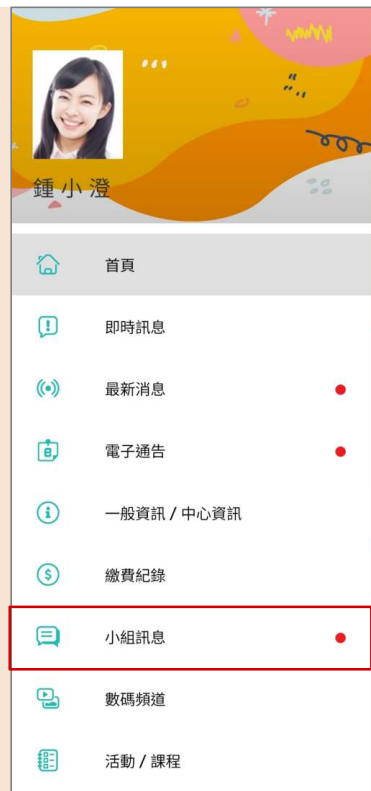 鍾小澄
首頁
即時訊息
最新消息
電子通告
一般資訊 / 中心資訊
繳費紀錄
小組訊息
數碼頻道
活動 / 課程